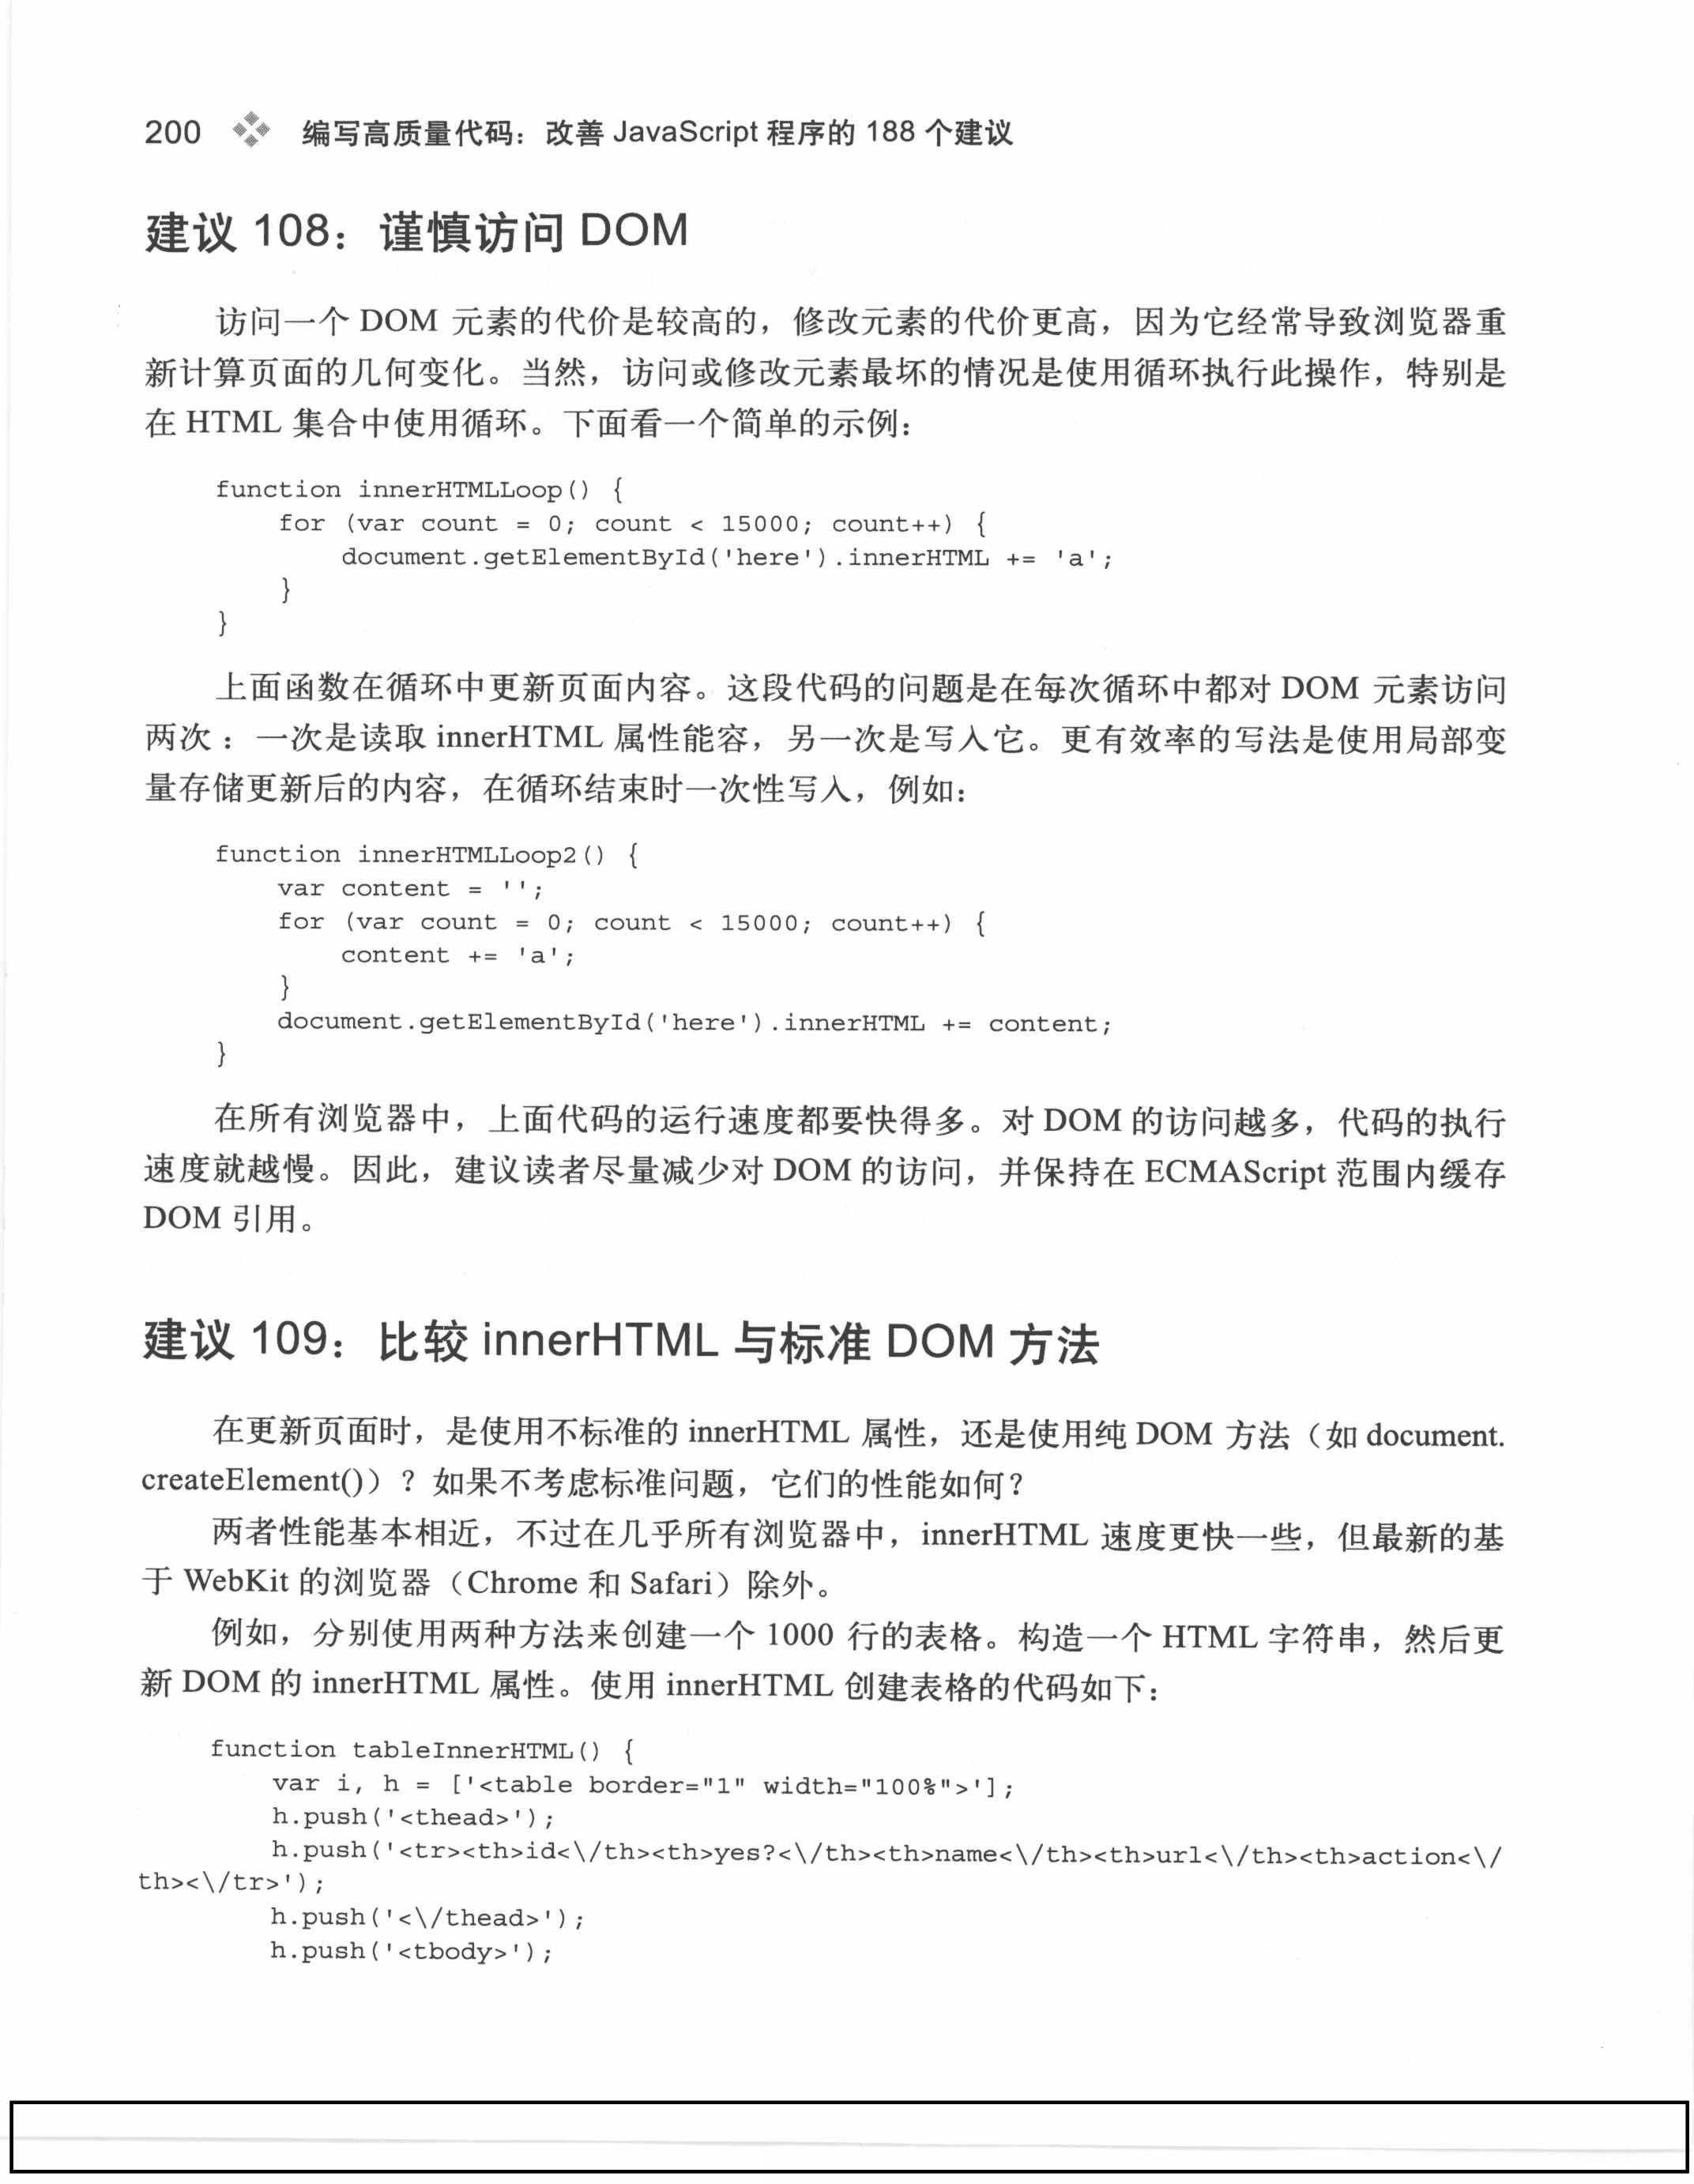 200 编写高质量代码：改善 JavaScript 程序的 188 个建议
建议 108：谨慎访问 DOM
访问一个 DOM 元素的代价是较高的，修改元素的代价更高，因为它经常导致浏览器重
新计算页面的几何变化。当然，访问或修改元素最坏的情况是使用循环执行此操作，特别是
在 HTML 集合中使用循环。下面看一个简单的示例：
function innerHTMLLoop() {
    for (var count = 0; count < 15000; count++) {
        document.getElementById('here').innerHTML += 'a';
    }
}
上面函数在循环中更新页面内容。这段代码的问题是在每次循环中都对 DOM 元素访问
两次：一次是读取 innerHTML 属性能容，另一次是写入它。更有效率的写法是使用局部变
量存储更新后的内容，在循环结束时一次性写入，例如：
function innerHTMLLoop2() {
    var content = '';
    for (var count = 0; count < 15000; count++) {
        content += 'a';
    }
    document.getElementById('here').innerHTML += content;
}
在所有浏览器中，上面代码的运行速度都要快得多。对 DOM 的访问越多，代码的执行
速度就越慢。因此，建议读者尽量减少对 DOM 的访问，并保持在 ECMAScript 范围内缓存
DOM 引用。
建议 109：比较 innerHTML 与标准 DOM 方法
在更新页面时，是使用不标准的 innerHTML 属性，还是使用纯 DOM 方法（如 document.
createElement()）？如果不考虑标准问题，它们的性能如何？
两者性能基本相近，不过在几乎所有浏览器中，innerHTML 速度更快一些，但最新的基
于 WebKit 的浏览器（Chrome 和 Safari）除外。
例如，分别使用两种方法来创建一个 1000 行的表格。构造一个 HTML 字符串，然后更
新 DOM 的 innerHTML 属性。使用 innerHTML 创建表格的代码如下：
function tableInnerHTML() {
    var i, h = ['<table border="1" width="100%">'];
    h.push('<thead>');
    h.push('<tr><th>id<\/th><th>yes?<\/th><th>name<\/th><th>url<\/th><th>action<\/
th><\/tr>');
    h.push('<\/thead>');
    h.push('<tbody>');